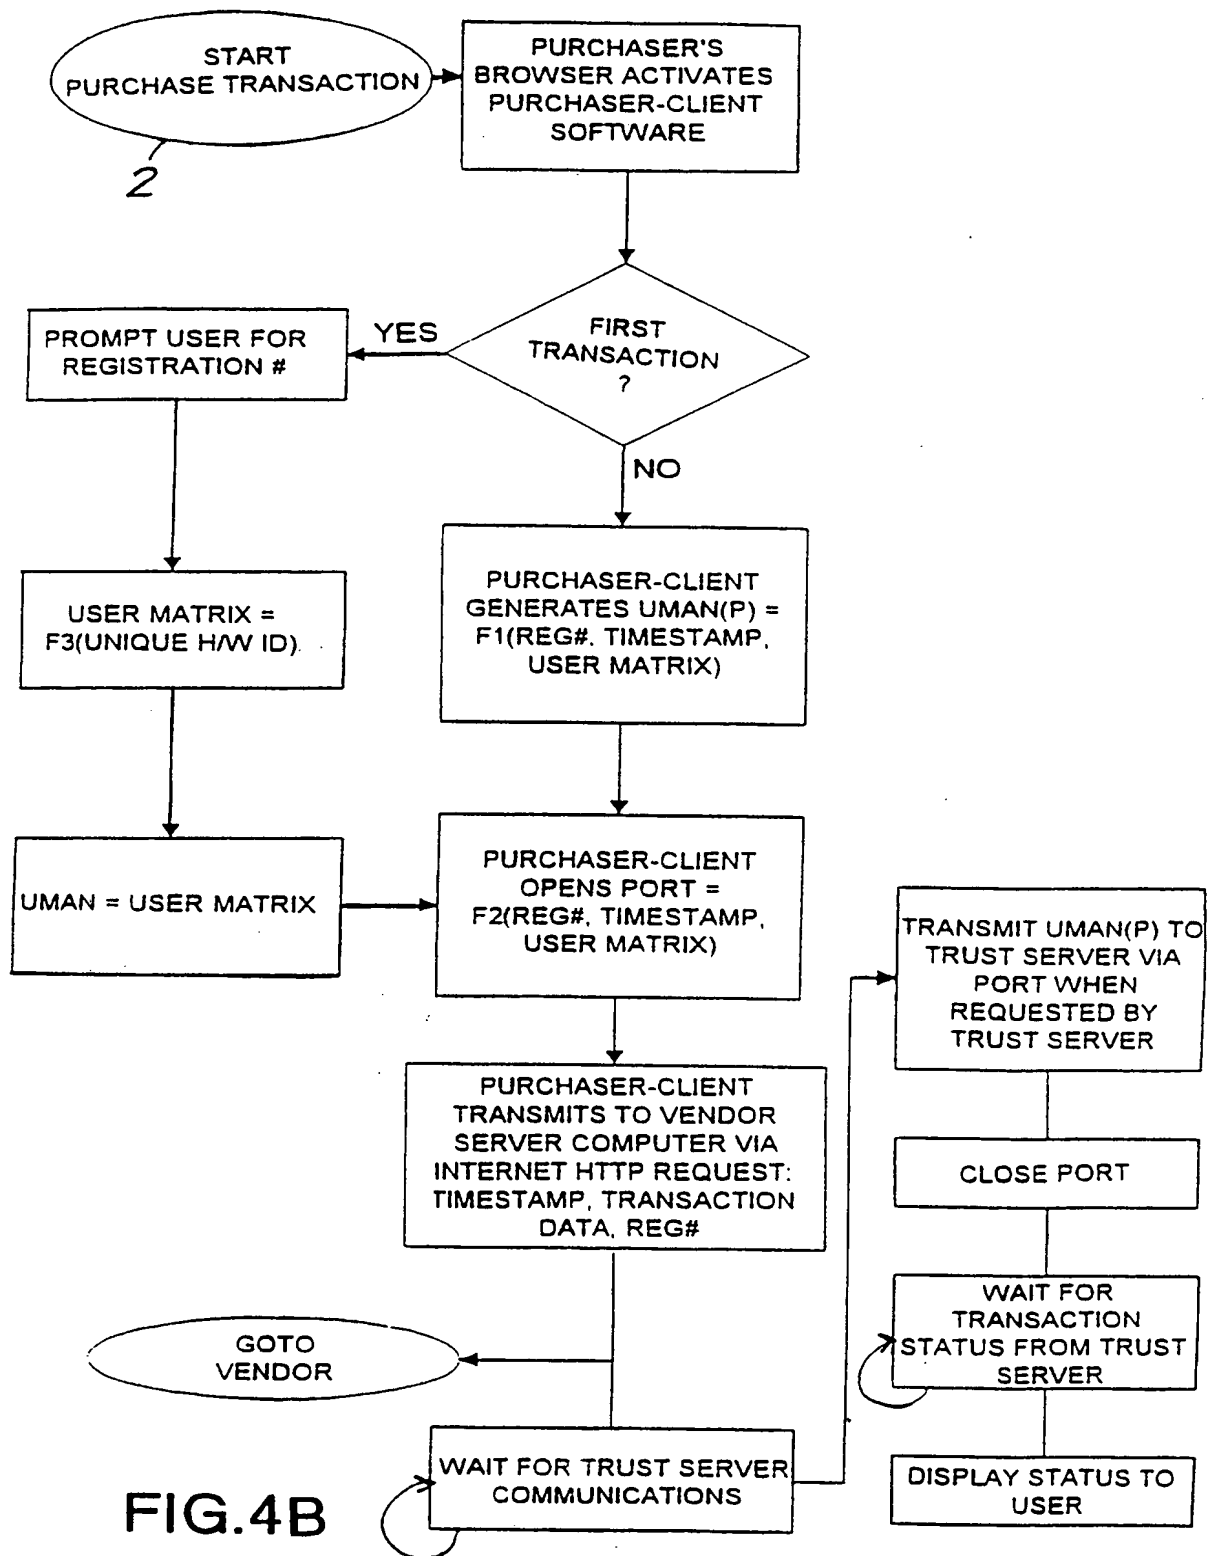 START
PURCHASE TRANSACTION
2
PURCHASER'S
BROWSER ACTIVATES
PURCHASER-CLIENT
SOFTWARE
FIRST
TRANSACTION
?
YES
NO
PROMPT USER FOR
REGISTRATION #
USER MATRIX =
F3(UNIQUE H/W ID)
UMAN = USER MATRIX
PURCHASER-CLIENT
GENERATES UMAN(P) =
F1(REG#, TIMESTAMP,
USER MATRIX)
PURCHASER-CLIENT
OPENS PORT =
F2(REG#, TIMESTAMP,
USER MATRIX)
PURCHASER-CLIENT
TRANSMITS TO VENDOR
SERVER COMPUTER VIA
INTERNET HTTP REQUEST:
TIMESTAMP, TRANSACTION
DATA, REG#
GOTO
VENDOR
WAIT FOR TRUST SERVER
COMMUNICATIONS
TRANSMIT UMAN(P) TO
TRUST SERVER VIA
PORT WHEN
REQUESTED BY
TRUST SERVER
CLOSE PORT
WAIT FOR
TRANSACTION
STATUS FROM TRUST
SERVER
DISPLAY STATUS TO
USER
FIG.4B